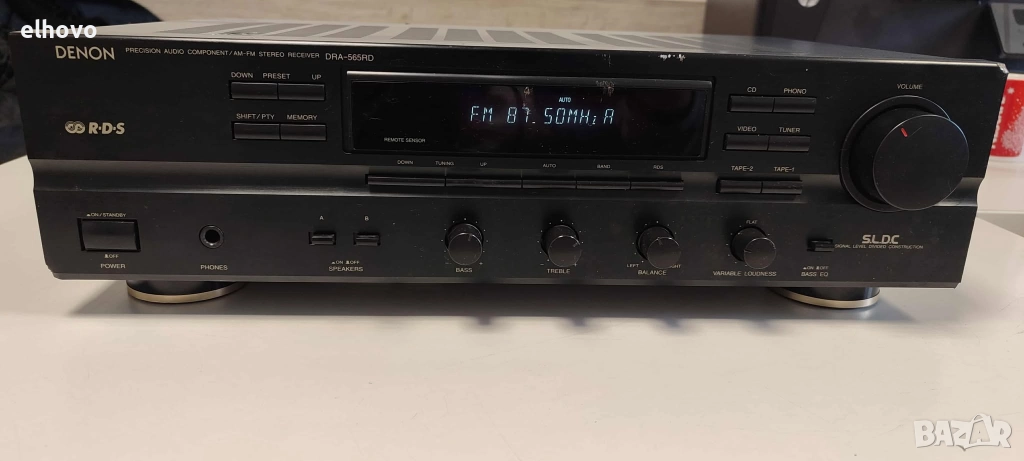 elhovo
DENON PRECISION AUDIO COMPONENT/AM-FM STEREO RECEIVER DRA-565RD
DOWN PRESET UP
SHIFT/PTY MEMORY
R·D·S
AUTO
FM 87.50MHz A
REMOTE SENSOR
DOWN TUNING UP AUTO BAND RDS
CD PHONO
VIDEO TUNER
TAPE-2 TAPE-1
VOLUME
ON/STANDBY
OFF
POWER
PHONES
A B
ON OFF
SPEAKERS
BASS
TREBLE
LEFT RIGHT
BALANCE
FLAT
VARIABLE LOUDNESS
S.L.D.C
SIGNAL LEVEL DIVIDED CONSTRUCTION
ON OFF
BASS EQ
BAZAR